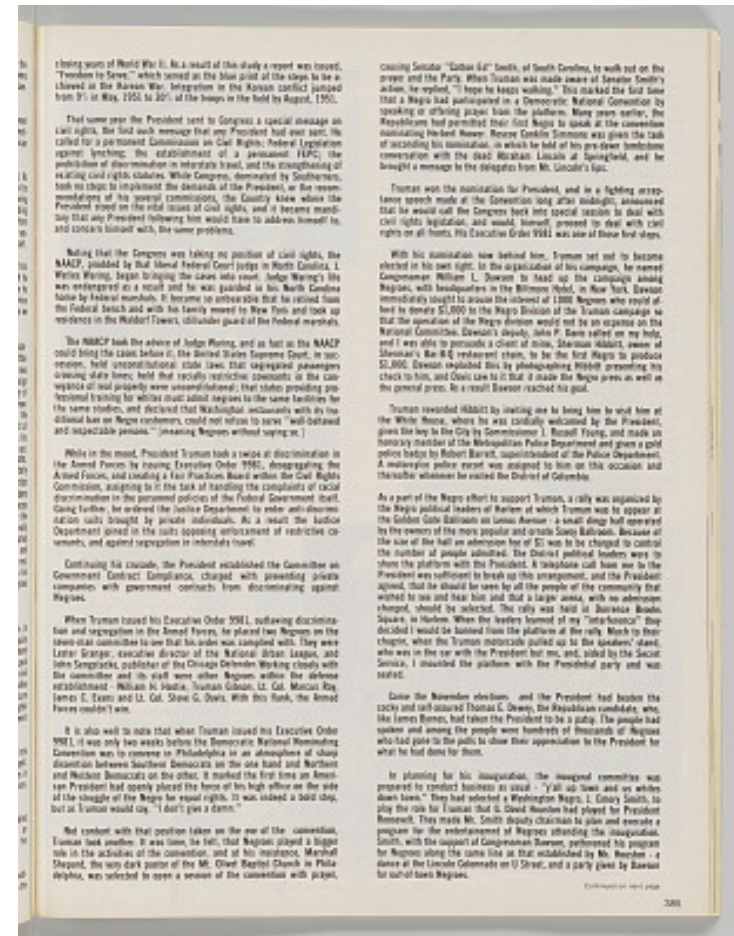 closing years of World War II. As a result of this study a report was issued,
"Freedom to Serve," which served as the blue print of the steps to be a-
chieved in the Korean War. Integration in the Korean conflict jumped
from 9% in May, 1951 to 30% of the troops in the field by August, 1951.
That same year the President sent to Congress a special message on
civil rights, the first such message that any President had ever sent. He
called for a permanent Commission on Civil Rights; Federal Legislation
against lynching; the establishment of a permanent FEPC; the
prohibition of discrimination in interstate travel, and the strengthening of
existing civil rights statutes. While Congress, dominated by Southerners,
took no steps to implement the demands of the President, or the recom-
mendations of his several commissions, the Country knew where the
President stood on the vital issues of civil rights, and it became manda-
tory that any President following him would have to address himself to,
and concern himself with, the same problems.
Noting that the Congress was taking no position of civil rights, the
NAACP, prodded by that liberal Federal Court judge in North Carolina, J.
Waties Waring, began bringing the cases into court. Judge Waring's life
was endangered as a result and he was guarded in his North Carolina
home by Federal marshals. It became so unbearable that he retired from
the Federal bench and with his family moved to New York and took up
residence in the Waldorf Towers, still under guard of the Federal marshals.
The NAACP took the advice of Judge Waring, and as fast as the NAACP
could bring the cases before it, the United States Supreme Court, in suc-
cession, held unconstitutional state laws that segregated passengers
crossing state lines; held that racially restrictive covenants in the con-
veyance of real property were unconstitutional; that states providing pro-
fessional training for whites must admit negroes to the same facilities for
the same studies, and declared that Washington restaurants with its tra-
ditional ban on Negro customers, could not refuse to serve "well-behaved
and respectable persons." (meaning Negroes without saying so.)
While in the mood, President Truman took a swipe at discrimination in
the Armed Forces by issuing Executive Order 9981, desegregating the
Armed Forces, and creating a Fair Practices Board within the Civil Rights
Commission, assigning to it the task of handling the complaints of racial
discrimination in the personnel policies of the Federal Government itself.
Going further, he ordered the Justice Department to enter anti-discrimi-
nation suits brought by private individuals. As a result the Justice
Department joined in the suits opposing enforcement of restrictive co-
venants, and against segregation in interstate travel.
Continuing his crusade, the President established the Committee on
Government Contract Compliance, charged with preventing private
companies with government contracts from discriminating against
Negroes.
When Truman issued his Executive Order 9981, outlawing discrimina-
tion and segregation in the Armed Forces, he placed two Negroes on the
seven-man committee to see that his order was complied with. They were
Lester Granger, executive director of the National Urban League, and
John Sengstacke, publisher of the Chicago Defender. Working closely with
the committee and its staff were other Negroes within the defense
establishment - William H. Hastie, Truman Gibson, Lt. Col. Marcus Ray,
James C. Evans and Lt. Col. Steve G. Davis. With this flunk, the Armed
Forces couldn't win.
It is also well to note that when Truman issued his Executive Order
9981, it was only two weeks before the Democratic National Nominating
Convention was to convene in Philadelphia in an atmosphere of sharp
dissention between Southern Democrats on the one hand and Northern
and Western Democrats on the other. It marked the first time an Ameri-
can President had openly placed the force of his high office on the side
of the struggle of the Negro for equal rights. It was indeed a bold step,
but as Truman would say, "I don't give a damn."
Not content with that position taken on the eve of the convention,
Truman took another. It was time, he felt, that Negroes played a bigger
role in the activities of the convention, and at his insistence, Marshall
Shepard, the very dark pastor of the Mt. Olivet Baptist Church in Phila-
delphia, was selected to open a session of the convention with prayer,
causing Senator "Cotton Ed" Smith, of South Carolina, to walk out on the
prayer and the Party. When Truman was made aware of Senator Smith's
action, he replied, "I hope he keeps walking." This marked the first time
that a Negro had participated in a Democratic National Convention by
speaking or offering prayer from the platform. Many years earlier, the
Republicans had permitted their first Negro to speak at the convention
nominating Herbert Hoover. Roscoe Conklin Simmons was given the task
of seconding his nomination, in which he told of his pre-dawn tombstone
conversation with the dead Abraham Lincoln at Springfield, and he
brought a message to the delegates from Mr. Lincoln's lips.
Truman won the nomination for President, and in a fighting accep-
tance speech made at the Convention long after midnight, announced
that he would call the Congress back into special session to deal with
civil rights legislation, and would, himself, proceed to deal with civil
rights on all fronts. His Executive Order 9981 was one of those first steps.
With his nomination now behind him, Truman set out to become
elected in his own right. In the organization of his campaign, he named
Congressman William L. Dawson to head up the campaign among
Negroes, with headquarters in the Biltmore Hotel, in New York. Dawson
immediately sought to arouse the interest of 1000 Negroes who could af-
ford to donate $1,000 to the Negro Division of the Truman campaign so
that the operation of the Negro division would not be an expense on the
National Committee. Dawson's deputy, John P. Davis called on my help,
and I was able to persuade a client of mine, Sherman Hibbitt, owner of
Sherman's Bar-B-Q restaurant chain, to be the first Negro to produce
$1,000. Dawson exploited this by photographing Hibbitt presenting his
check to him, and Davis saw to it that it made the Negro press as well as
the general press. As a result Dawson reached his goal.
Truman rewarded Hibbitt by inviting me to bring him to visit him at
the White House, where he was cordially welcomed by the President,
given the key to the City by Commissioner J. Russell Young, and made an
honorary member of the Metropolitan Police Department and given a gold
police badge by Robert Barrett, superintendent of the Police Department.
A motorcycle police escort was assigned to him on this occasion and
thereafter whenever he visited the District of Columbia.
As a part of the Negro effort to support Truman, a rally was organized by
the Negro political leaders of Harlem at which Truman was to appear at
the Golden Gate Ballroom on Lenox Avenue - a small dingy hall operated
by the owners of the more popular and ornate Savoy Ballroom. Because of
the size of the hall an admission fee of $1 was to be charged to control
the number of people admitted. The District political leaders were to
share the platform with the President. A telephone call from me to the
President was sufficient to break up this arrangement, and the President
agreed, that he should be seen by all the people of the community that
wished to see and hear him and that a larger arena, with no admission
charged, should be selected. The rally was held in Dorrence Brooks
Square, in Harlem. When the leaders learned of my "interference" they
decided I would be banned from the platform at the rally. Much to their
chagrin, when the Truman motorcade pulled up to the speakers' stand,
who was in the car with the President but me, and, aided by the Secret
Service, I mounted the platform with the Presidential party and was
seated.
Came the November elections and the President had beaten the
cocky and self-assured Thomas E. Dewey, the Republican candidate, who,
like James Byrnes, had taken the President to be a patsy. The people had
spoken and among the people were hundreds of thousands of Negroes
who had gone to the polls to show their appreciation to the President for
what he had done for them.
In planning for his inauguration, the inaugural committee was
prepared to conduct business as usual - "y'all up town and us whites
down town." They had selected a Washington Negro, J. Emory Smith, to
play the role for Truman that G. David Houston had played for President
Roosevelt. They made Mr. Smith deputy chairman to plan and execute a
program for the entertainment of Negroes attending the inauguration.
Smith, with the support of Congressman Dawson, patterned his program
for Negroes along the same line as that established by Mr. Houston - a
dance at the Lincoln Colonnade on U Street, and a party given by Dawson
for out-of-town Negroes.
Continued on next page
385